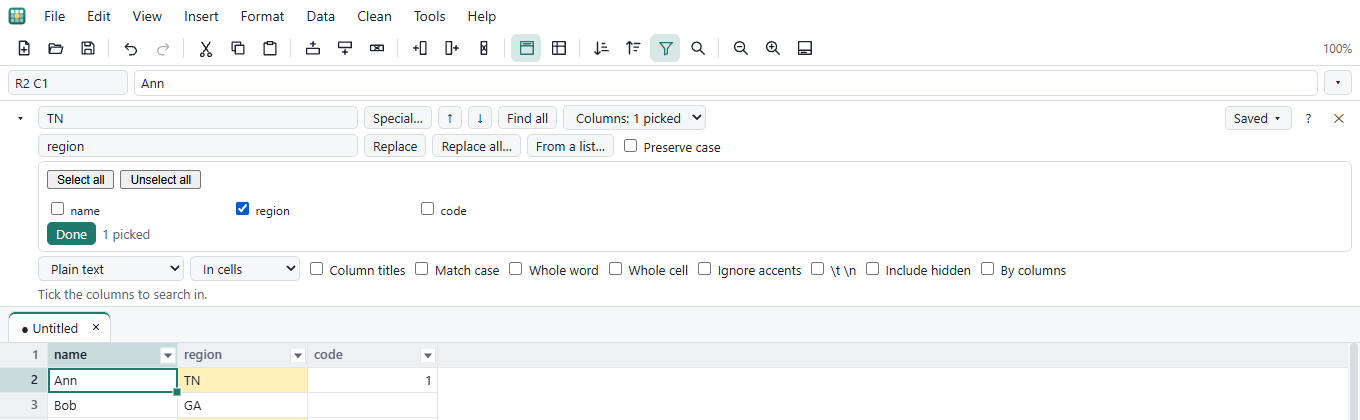 File Edit View Insert Format Data Clean Tools Help
100%
R2 C1 Ann
TN Special... ↑ ↓ Find all Columns: 1 picked Saved ? ✕
region Replace Replace all... From a list... Preserve case
Select all Unselect all
name region code
Done 1 picked
Plain text In cells Column titles Match case Whole word Whole cell Ignore accents \t \n Include hidden By columns
Tick the columns to search in.
● Untitled ✕
1 name region code
2 Ann TN 1
3 Bob GA